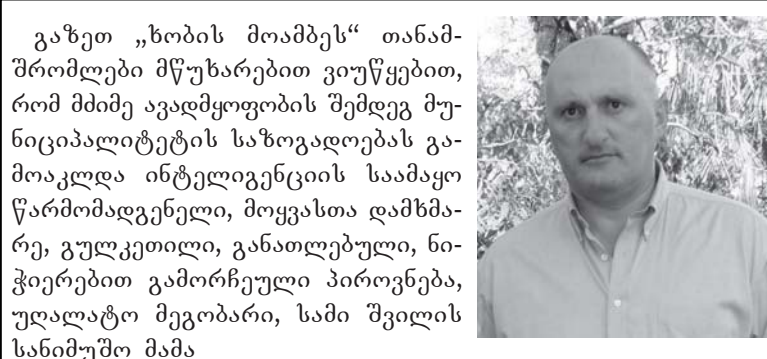 გაზეთ „ხობის მოამბეს“ თანამ-
შრომლები მწუხარებით ვიუწყებით,
რომ მძიმე ავადმყოფობის შემდეგ მუ-
ნიციპალიტეტის საზოგადოებას გა-
მოაკლდა ინტელიგენციის საამაყო
წარმომადგენელი, მოყვასთა დამხმა-
რე, გულკეთილი, განათლებული, ნი-
ჭიერებით გამორჩეული პიროვნება,
უღალატო მეგობარი, სამი შვილის
სანიმუშო მამა